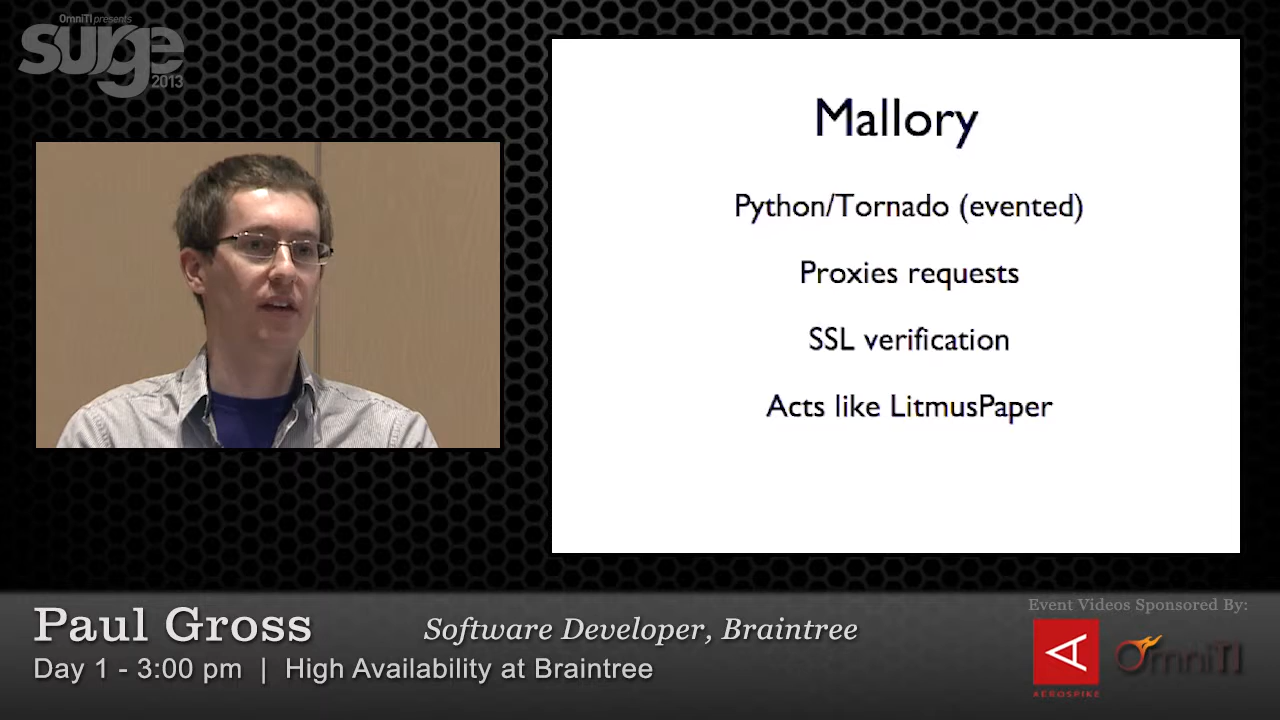 OmniTI presents
surge
2013
Mallory
Python/Tornado (evented)
Proxies requests
SSL verification
Acts like LitmusPaper
Paul Gross
Software Developer, Braintree
Day 1 - 3:00 pm | High Availability at Braintree
Event Videos Sponsored By:
AEROSPIKE
OmniTI